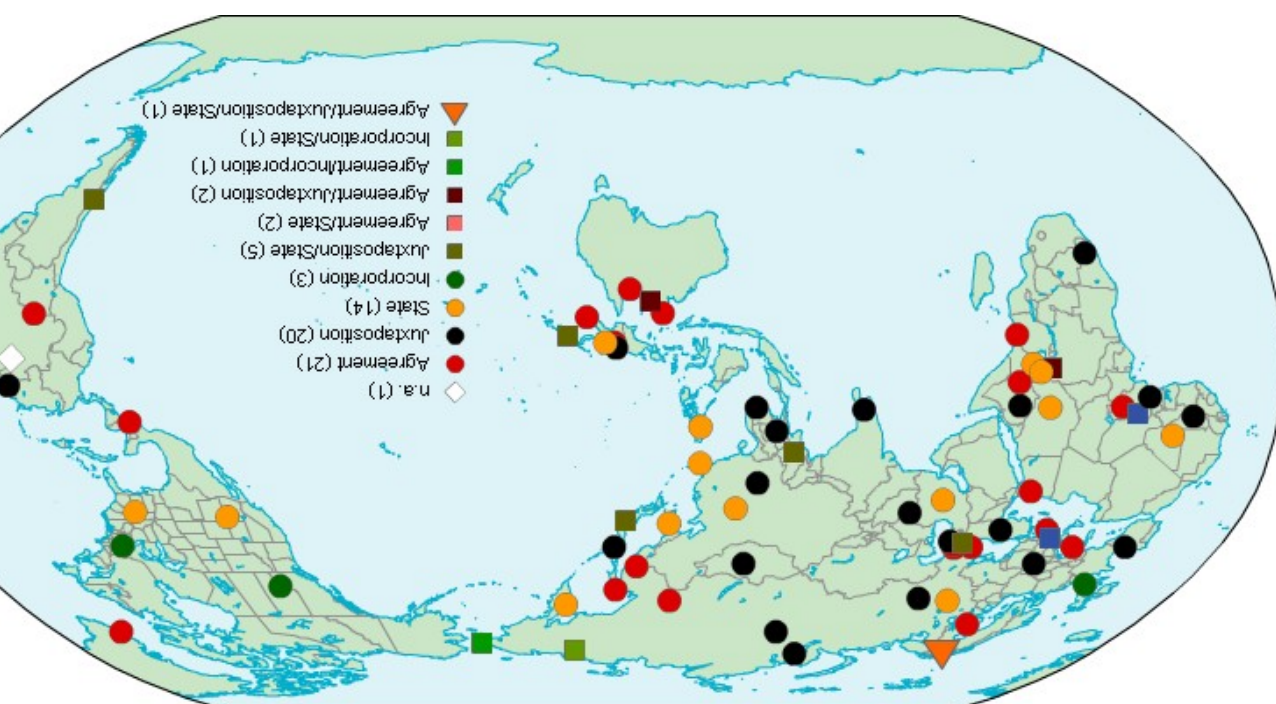 n.a. (1)
Agreement (21)
Juxtaposition (20)
State (14)
Incorporation (3)
Juxtaposition/State (5)
Agreement/State (2)
Agreement/Juxtaposition (2)
Agreement/Incorporation (1)
Incorporation/State (1)
Agreement/Juxtaposition/State (1)